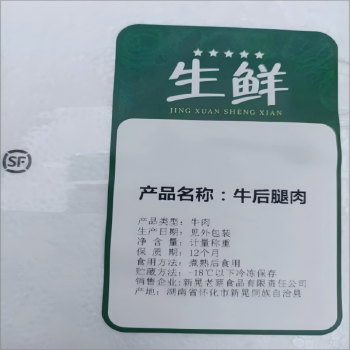 生鲜
JING XUAN SHENG XIAN
SF
产品名称：牛后腿肉
产品类型：牛肉
生产日期：见外包装
净 含 量：计量称重
保 质 期：12个月
食用方法：煮熟后食用
贮藏方法：-18℃以下冷冻保存
销售企业：新晃老蔡食品有限责任公司
产地：湖南省怀化市新晃侗族自治县